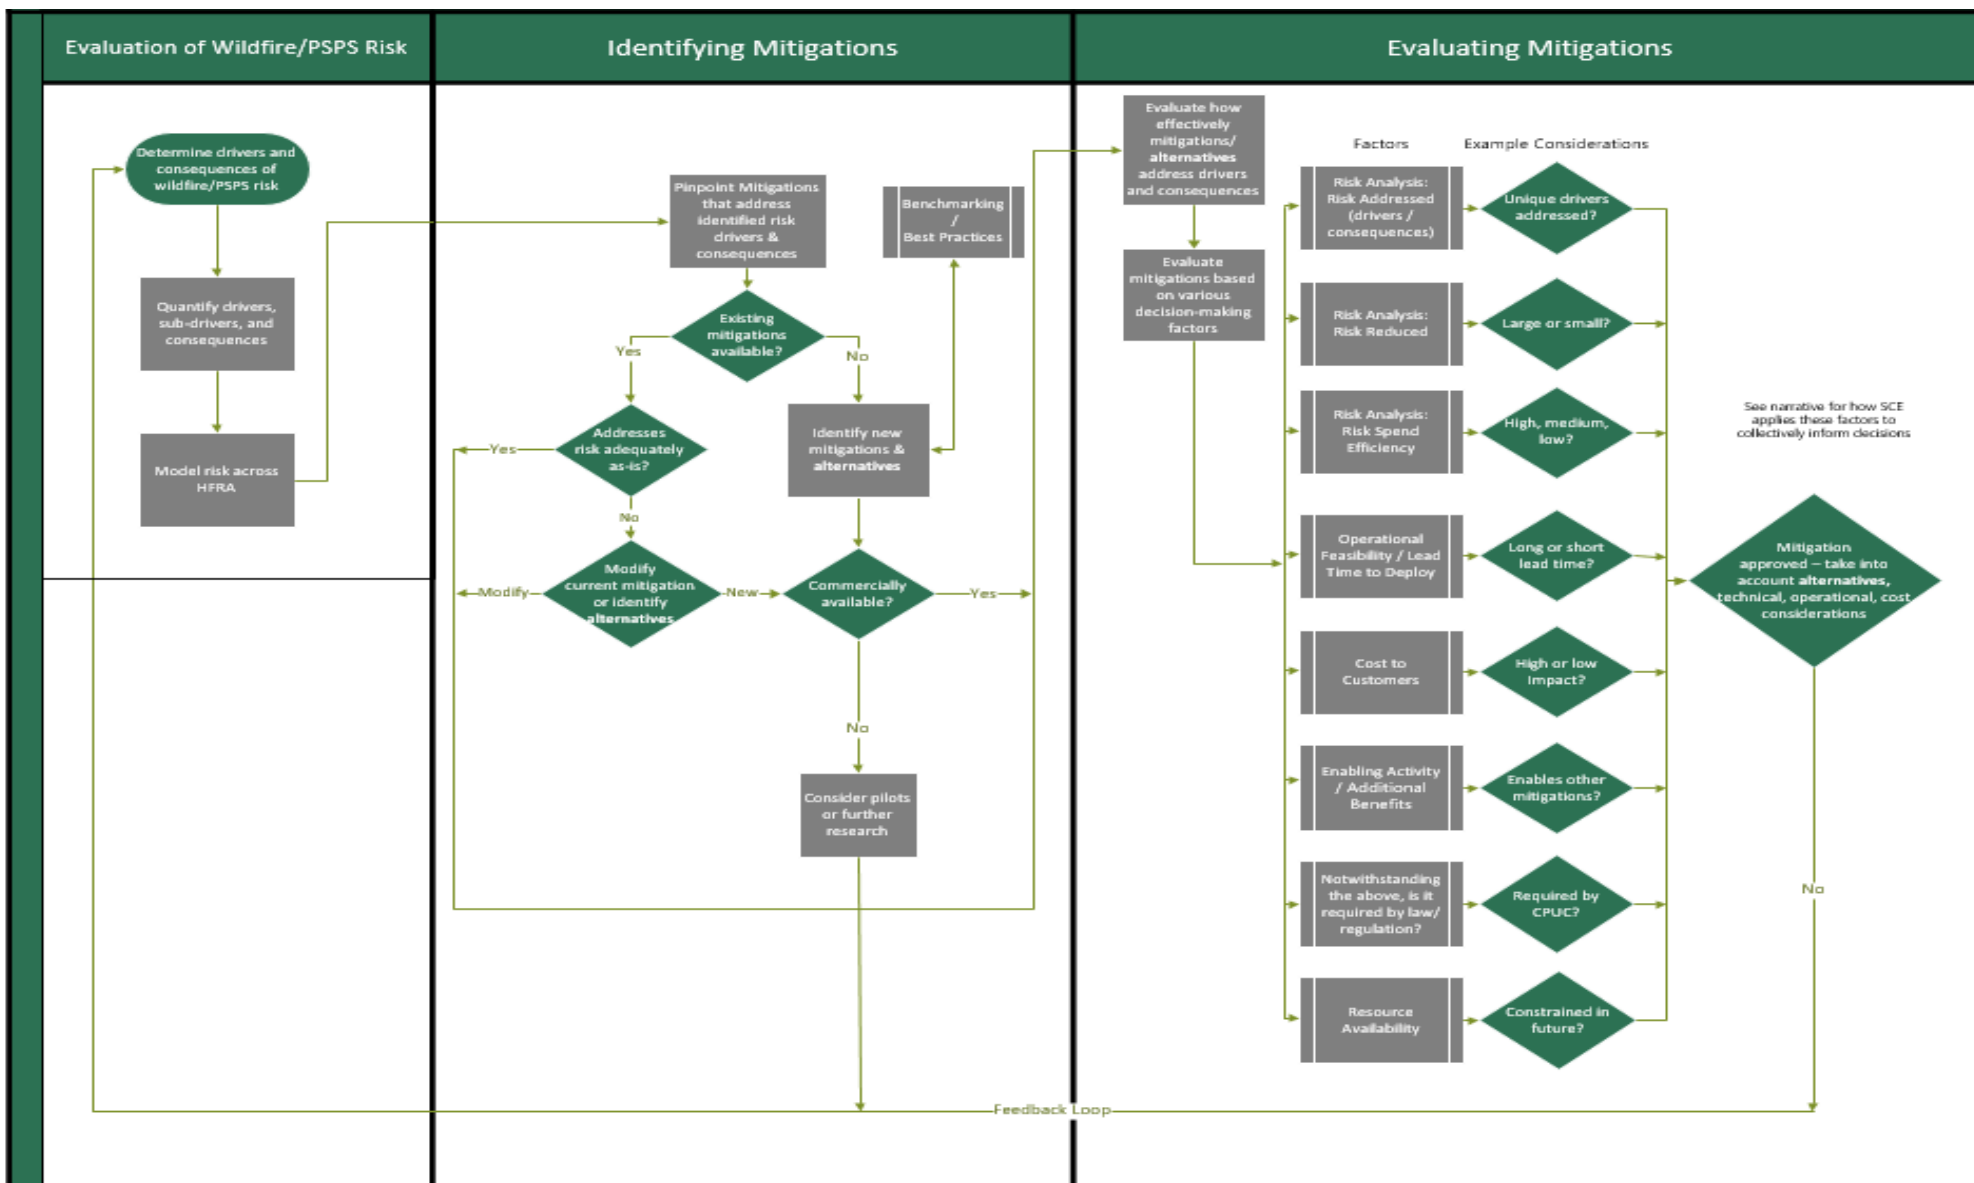 Evaluation of Wildfire/PSPS Risk
Identifying Mitigations
Evaluating Mitigations
Determine drivers and
consequences of
wildfire/PSPS risk
Quantify drivers,
sub-drivers, and
consequences
Model risk across
HFRA
Pinpoint Mitigations
that address
identified risk
drivers &
consequences
Benchmarking
/
Best Practices
Existing
mitigations
available?
Yes
No
Addresses
risk adequately
as-is?
Yes
No
Identify new
mitigations &
alternatives
Modify
current mitigation
or identify
alternatives
Modify
New
Commercially
available?
Yes
No
Consider pilots
or further
research
Evaluate how
effectively
mitigations/
alternatives
address drivers
and consequences
Evaluate
mitigations based
on various
decision-making
factors
Factors
Example Considerations
Risk Analysis:
Risk Addressed
(drivers /
consequences)
Unique drivers
addressed?
Risk Analysis:
Risk Reduced
Large or small?
Risk Analysis:
Risk Spend
Efficiency
High, medium,
low?
Operational
Feasibility / Lead
Time to Deploy
Long or short
lead time?
Cost to
Customers
High or low
Impact?
Enabling Activity
/ Additional
Benefits
Enables other
mitigations?
Notwithstanding
the above, is it
required by law/
regulation?
Required by
CPUC?
Resource
Availability
Constrained in
future?
See narrative for how SCE
applies these factors to
collectively inform decisions
Mitigation
approved – take into
account alternatives,
technical, operational, cost
considerations
No
Feedback Loop